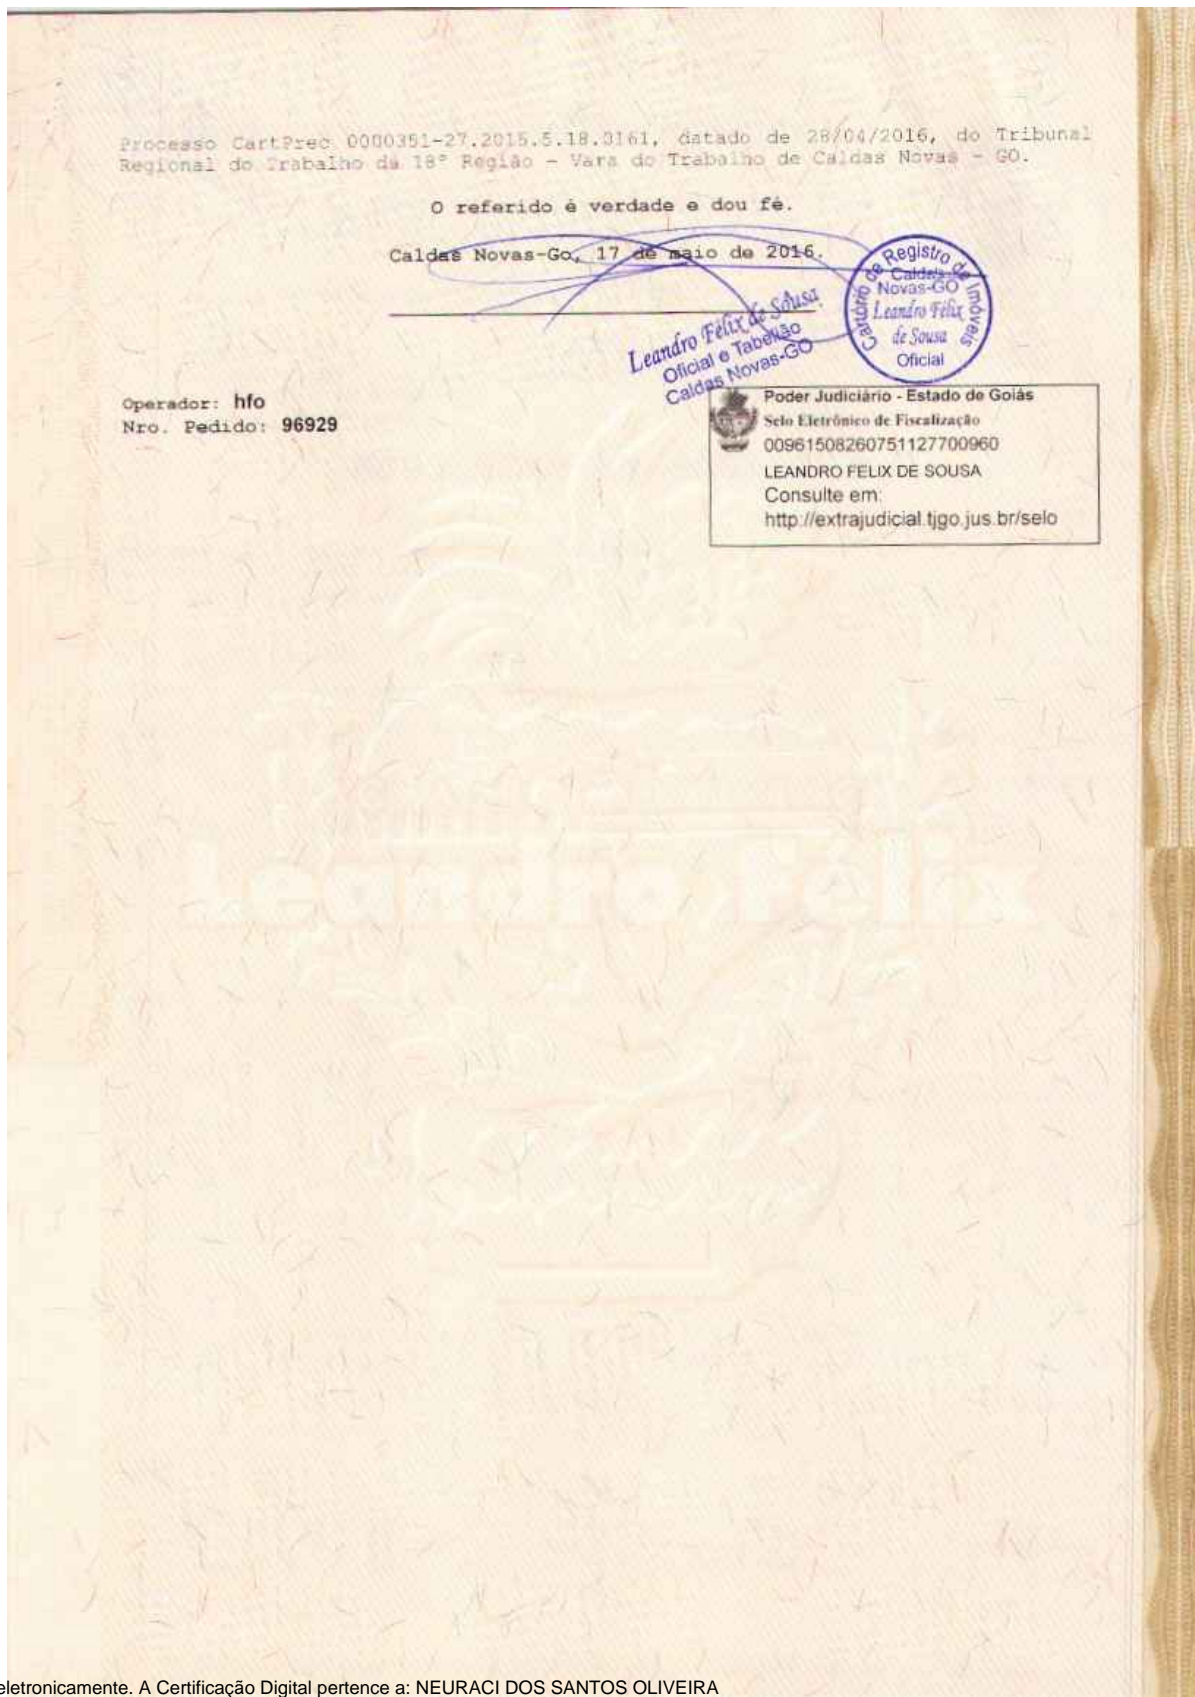 Processo CartPrec 0000351-27.2015.5.18.0161, datado de 28/04/2016, do Tribunal
Regional do Trabalho da 18ª Região - Vara do Trabalho de Caldas Novas - GO.
O referido é verdade e dou fé.
Caldas Novas-Go, 17 de maio de 2016.
Leandro Félix de Sousa
Oficial e Tabelião
Caldas Novas-GO
Cartório de Registro de Imóveis
Caldas
Novas-GO
Leandro Félix
de Sousa
Oficial
Operador: hfo
Nro. Pedido: 96929
Poder Judiciário - Estado de Goiás
Selo Eletrônico de Fiscalização
00961508260751127700960
LEANDRO FELIX DE SOUSA
Consulte em:
http://extrajudicial.tjgo.jus.br/selo
Leandro Félix
eletronicamente. A Certificação Digital pertence a: NEURACI DOS SANTOS OLIVEIRA